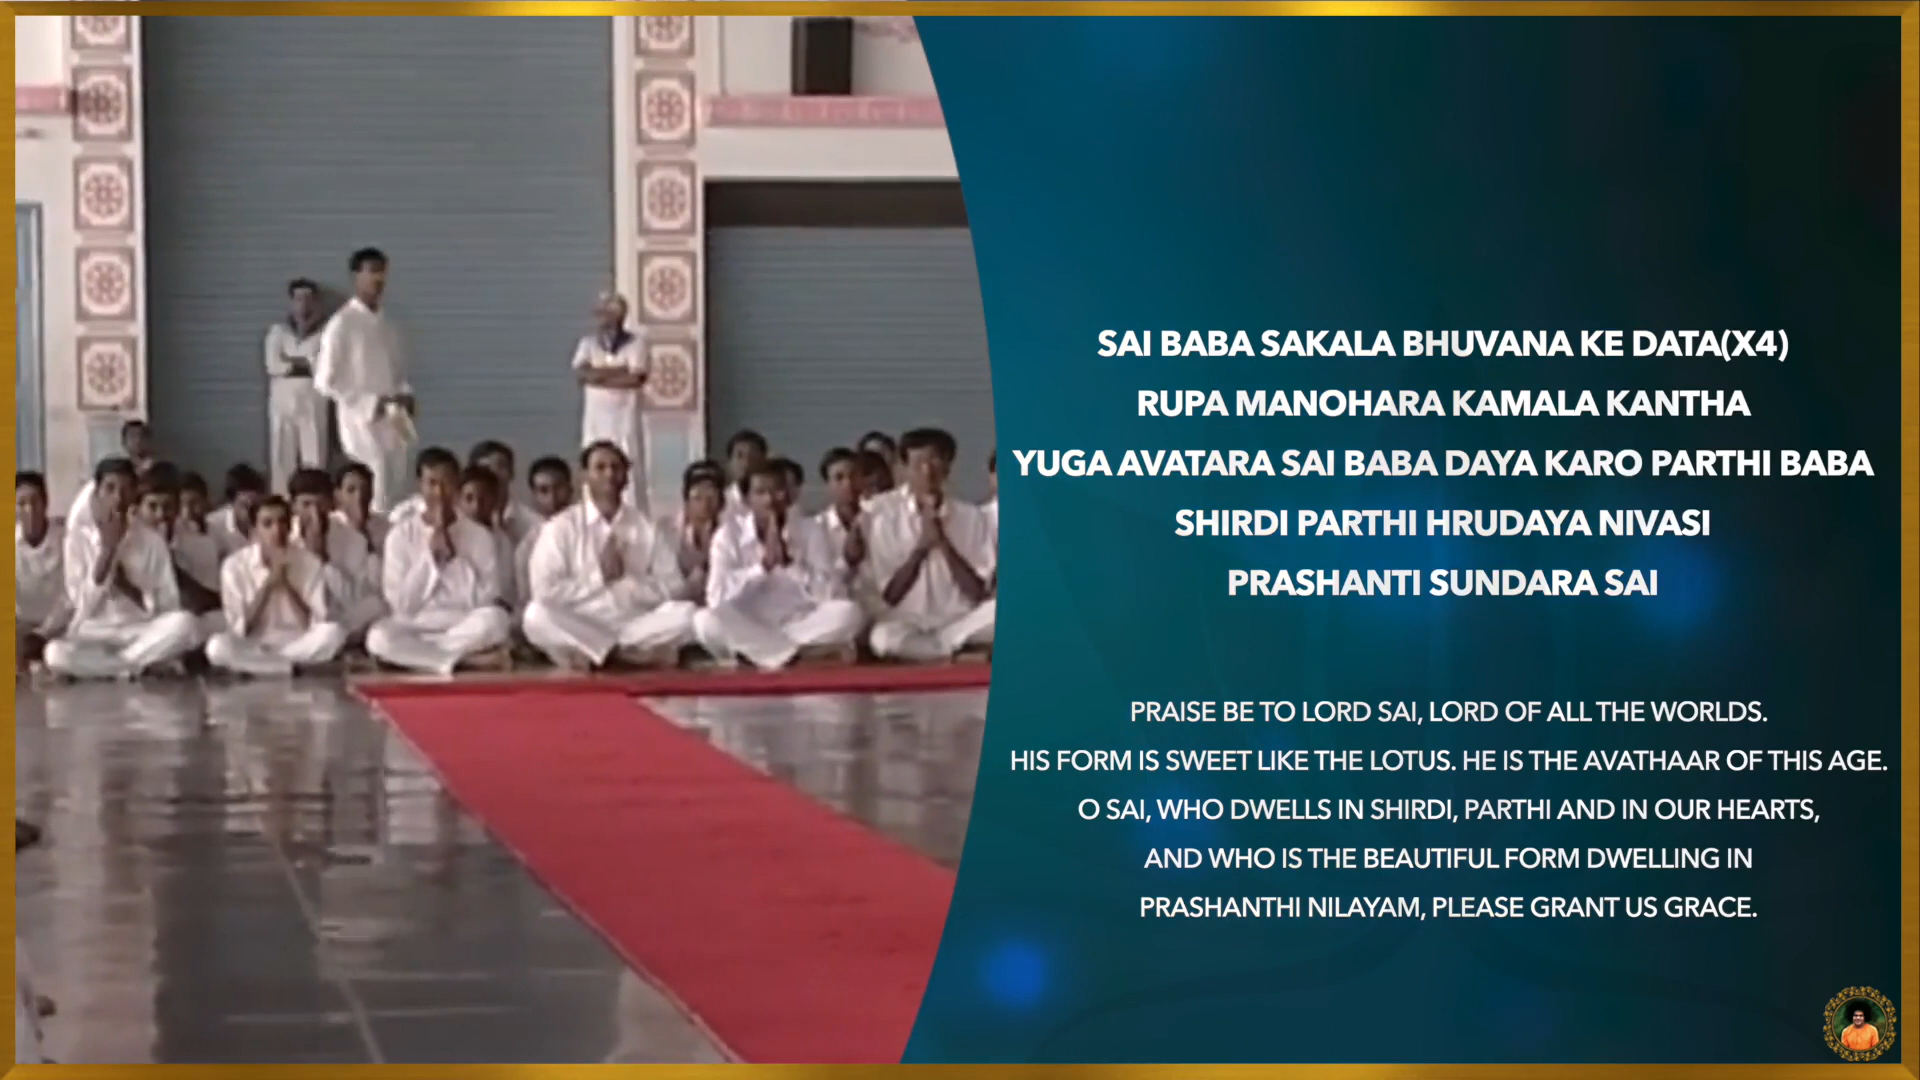 SAI BABA SAKALA BHUVANA KE DATA(X4)
RUPA MANOHARA KAMALA KANTHA
YUGA AVATARA SAI BABA DAYA KARO PARTHI BABA
SHIRDI PARTHI HRUDAYA NIVASI
PRASHANTI SUNDARA SAI
PRAISE BE TO LORD SAI, LORD OF ALL THE WORLDS.
HIS FORM IS SWEET LIKE THE LOTUS. HE IS THE AVATHAAR OF THIS AGE.
O SAI, WHO DWELLS IN SHIRDI, PARTHI AND IN OUR HEARTS,
AND WHO IS THE BEAUTIFUL FORM DWELLING IN
PRASHANTHI NILAYAM, PLEASE GRANT US GRACE.